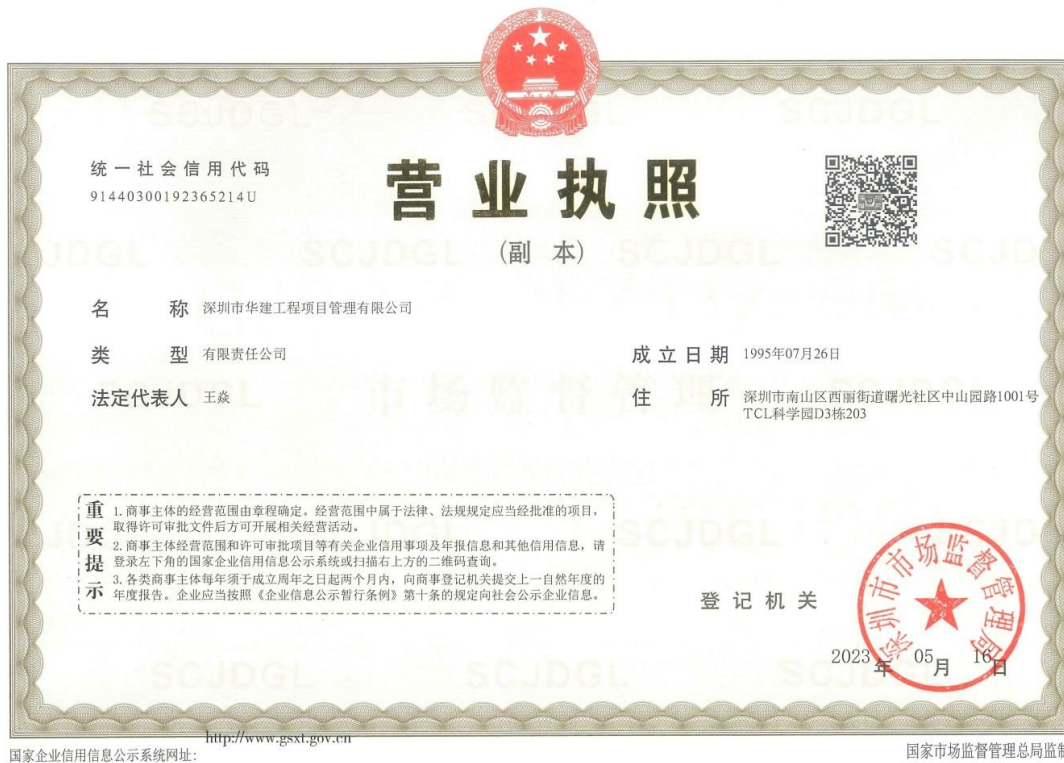 统一社会信用代码
91440300192365214U
营业执照
(副 本)
名 称 深圳市华建工程项目管理有限公司
类 型 有限责任公司
成立日期 1995年07月26日
法定代表人 王焱
住 所 深圳市南山区西丽街道曙光社区中山园路1001号
TCL科学园D3栋203
重要提示
1. 商事主体的经营范围由章程确定。经营范围中属于法律、法规规定应当经批准的项目，
取得许可审批文件后方可开展相关经营活动。
2. 商事主体经营范围和许可审批项目等有关企业信用事项及年报信息和其他信用信息，请
登录左下角的国家企业信用信息公示系统或扫描右上方的二维码查询。
3. 各类商事主体每年须于成立周年之日起两个月内，向商事登记机关提交上一自然年度的
年度报告。企业应当按照《企业信息公示暂行条例》第十条的规定向社会公示企业信息。
登记机关
深圳市市场监督管理局
2023年05月16日
国家企业信用信息公示系统网址: http://www.gsxt.gov.cn
国家市场监督管理总局监制
SCJDGL
市场监督管理